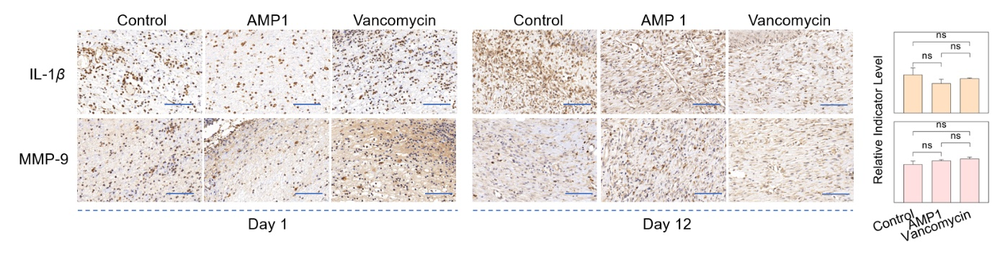 Control AMP1 Vancomycin Control AMP 1 Vancomycin
IL-1β
MMP-9
Day 1 Day 12
Relative Indicator Level
ns
ns
ns
ns
ns
ns
Control
AMP1
Vancomycin